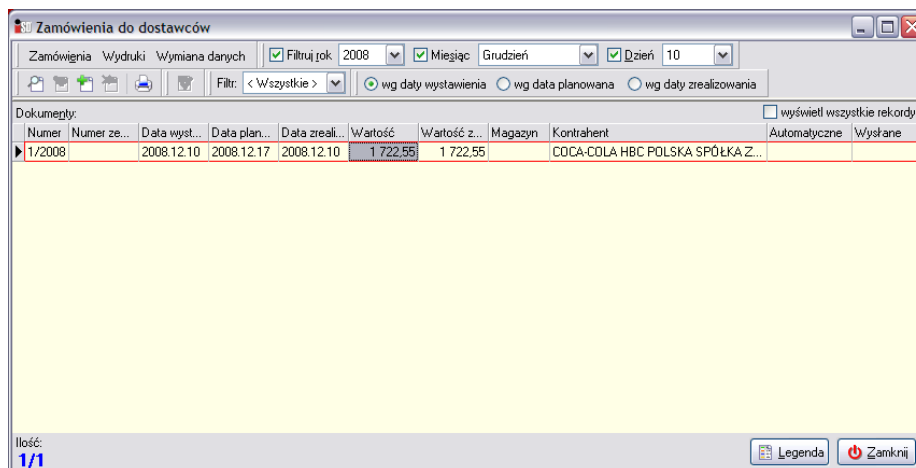 Zamówienia do dostawców
Zamówienia Wydruki Wymiana danych Filtruj rok 2008 Miesiąc Grudzień Dzień 10
Filtr: < Wszystkie > wg daty wystawienia wg data planowana wg daty zrealizowania
Dokumenty: wyświetl wszystkie rekordy
Numer Numer ze... Data wyst... Data plan... Data zreali... Wartość Wartość z... Magazyn Kontrahent Automatyczne Wysłane
1/2008 2008.12.10 2008.12.17 2008.12.10 1 722,55 1 722,55 COCA-COLA HBC POLSKA SPÓŁKA Z...
Ilość:
1/1 Legenda Zamknij